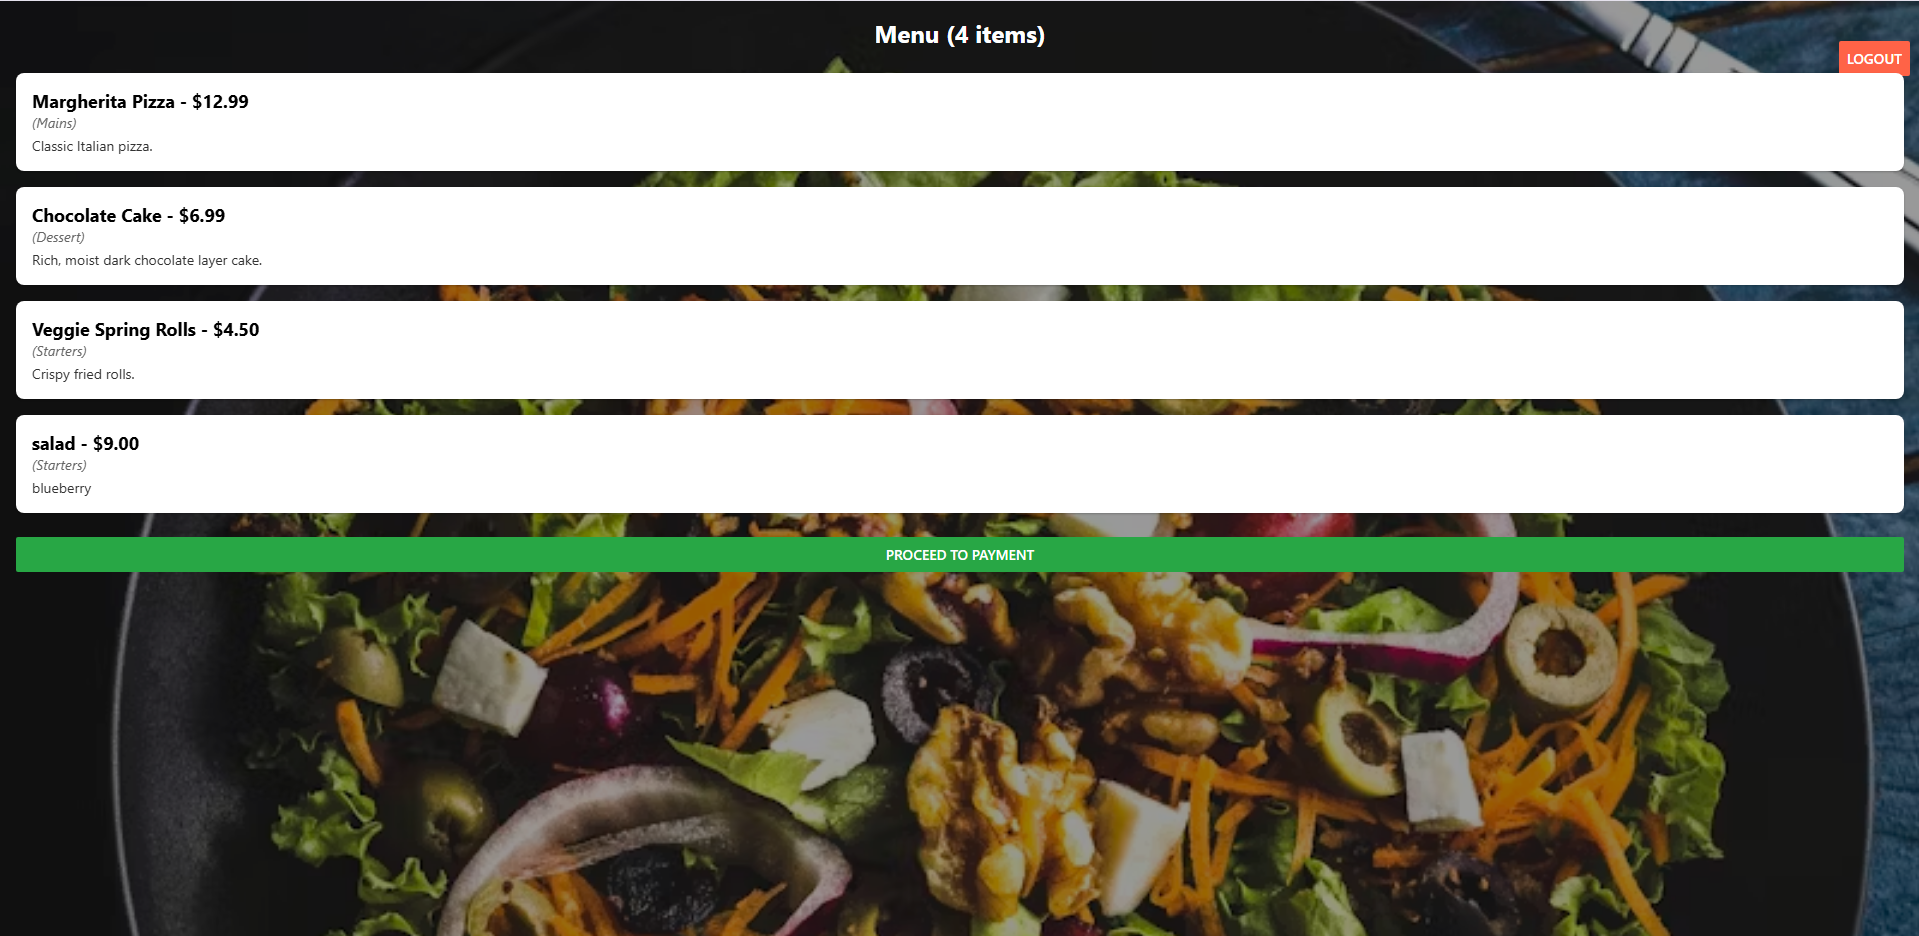 Menu (4 items)
LOGOUT
Margherita Pizza - $12.99
(Mains)
Classic Italian pizza.
Chocolate Cake - $6.99
(Dessert)
Rich, moist dark chocolate layer cake.
Veggie Spring Rolls - $4.50
(Starters)
Crispy fried rolls.
salad - $9.00
(Starters)
blueberry
PROCEED TO PAYMENT